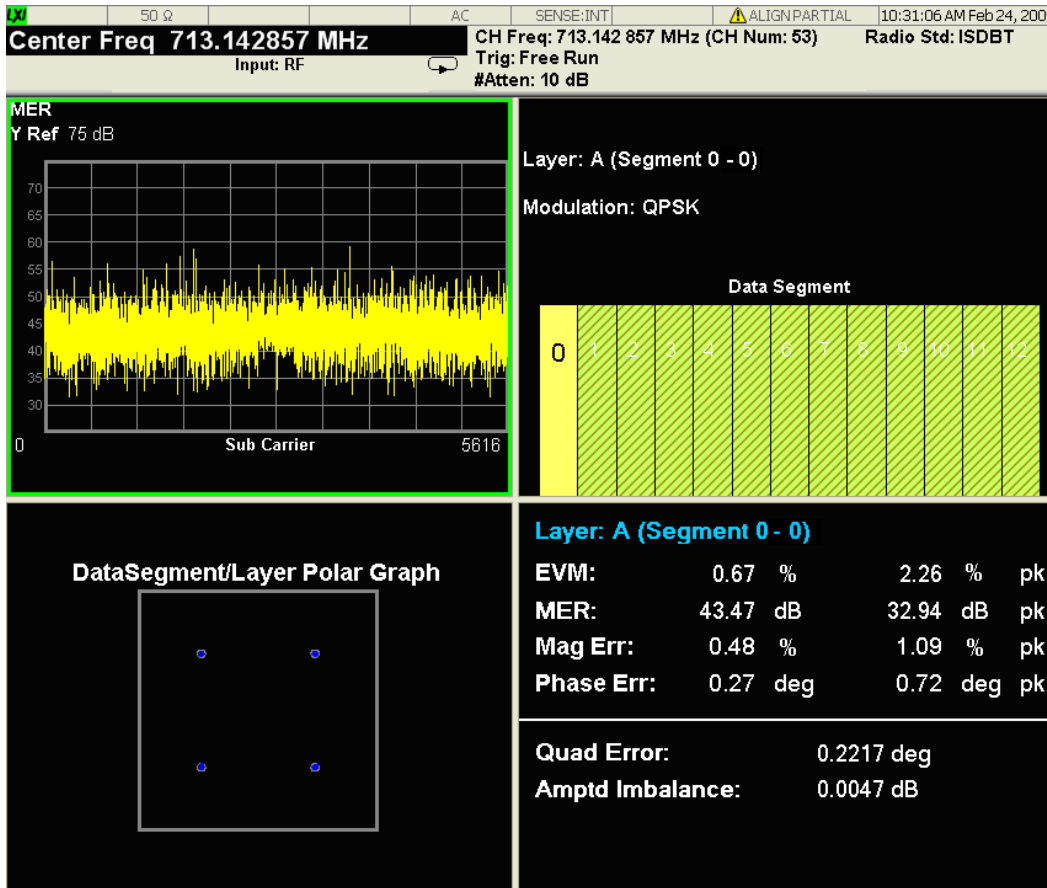 LXI 50 Ω AC SENSE:INT ALIGN PARTIAL 10:31:06 AM Feb 24, 200
Center Freq 713.142857 MHz
Input: RF
CH Freq: 713.142 857 MHz (CH Num: 53) Radio Std: ISDBT
Trig: Free Run
#Atten: 10 dB
MER
Y Ref 75 dB
70
65
60
55
50
45
40
35
30
0 Sub Carrier 5616
Layer: A (Segment 0 - 0)
Modulation: QPSK
Data Segment
0 1 2 3 4 5 6 7 8 9 10 11 12
DataSegment/Layer Polar Graph
Layer: A (Segment 0 - 0)
EVM: 0.67 % 2.26 % pk
MER: 43.47 dB 32.94 dB pk
Mag Err: 0.48 % 1.09 % pk
Phase Err: 0.27 deg 0.72 deg pk
Quad Error: 0.2217 deg
Amptd Imbalance: 0.0047 dB